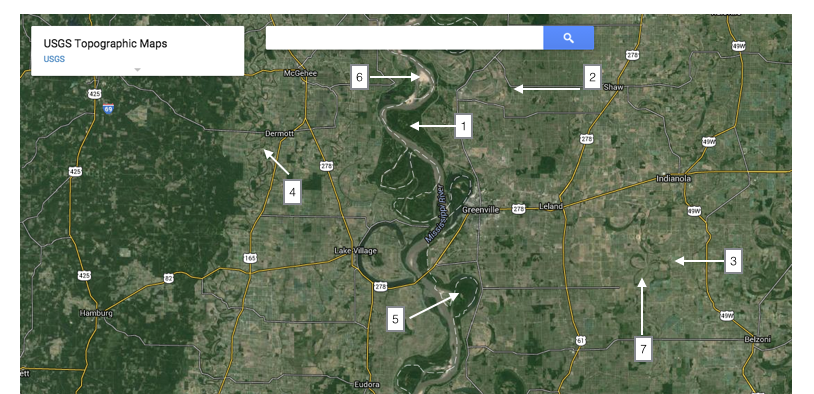 USGS Topographic Maps
USGS
49W
278
McGehee
6
2
Shaw
425
69
1
Dermott
278
49W
278
425
4
Indianola
Mississippi River
Greenville
278
Leland
49W
Lake Village
165
3
425
82
278
5
Hamburg
49W
61
7
Belzoni
ett
Eudora